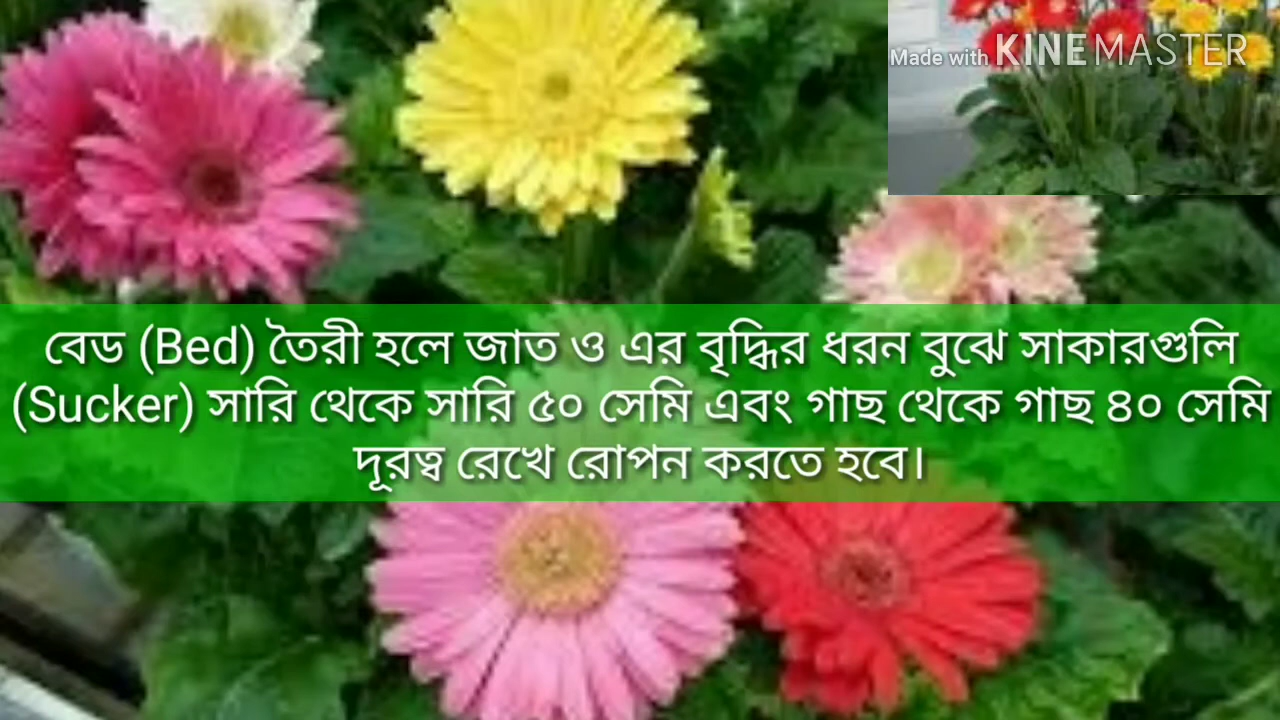 Made with KINEMASTER
বেড (Bed) তৈরী হলে জাত ও এর বৃদ্ধির ধরন বুঝে সাকারগুলি
(Sucker) সারি থেকে সারি ৫০ সেমি এবং গাছ থেকে গাছ ৪০ সেমি
দূরত্ব রেখে রোপন করতে হবে।